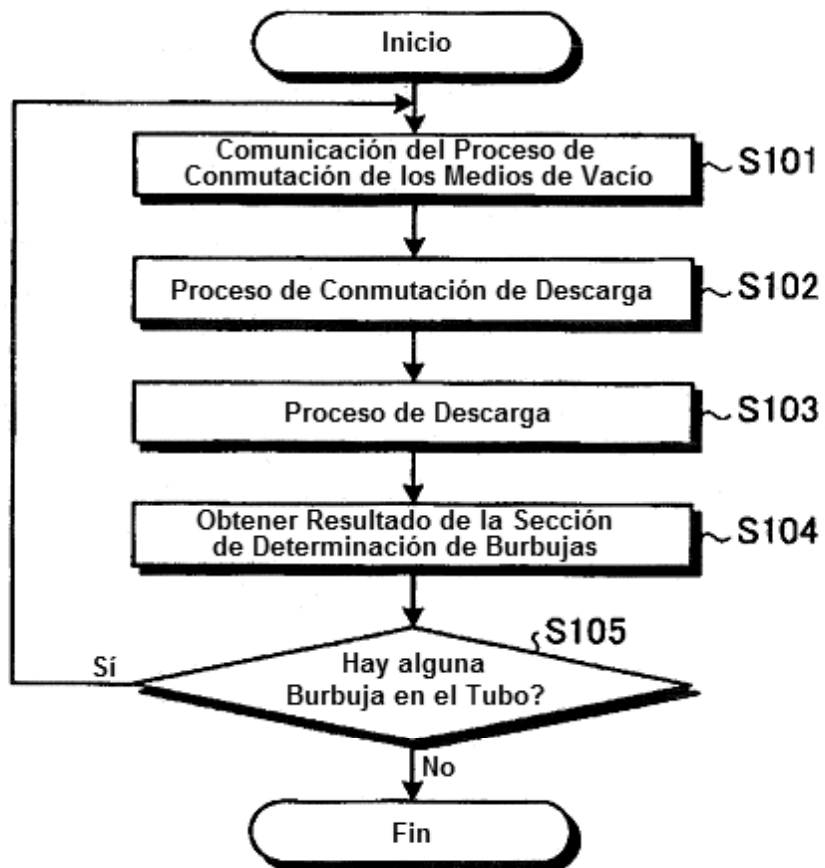 Inicio
Comunicación del Proceso de
Conmutación de los Medios de Vacío
S101
Proceso de Conmutación de Descarga
S102
Proceso de Descarga
S103
Obtener Resultado de la Sección
de Determinación de Burbujas
S104
S105
Sí
Hay alguna
Burbuja en el Tubo?
No
Fin